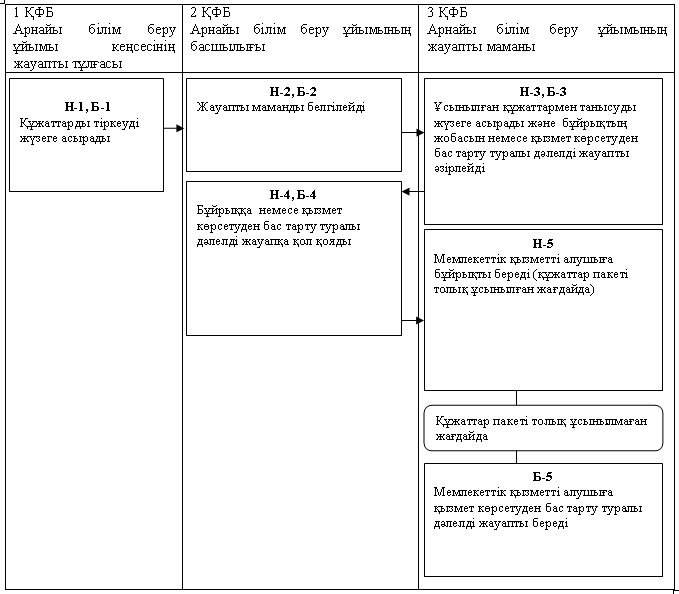 1 ҚФБ
Арнайы білім беру
ұйымы кеңсесінің
жауапты тұлғасы
2 ҚФБ
Арнайы білім беру ұйымының
басшылығы
3 ҚФБ
Арнайы білім беру ұйымының
жауапты маманы
Н-1, Б-1
Құжаттарды тіркеуді
жүзеге асырады
Н-2, Б-2
Жауапты маманды белгілейді
Н-3, Б-3
Ұсынылған құжаттармен танысуды
жүзеге асырады және бұйрықтың
жобасын немесе қызмет көрсетуден
бас тарту туралы дәлелді жауапты
әзірлейді
Н-4, Б-4
Бұйрыққа немесе қызмет
көрсетуден бас тарту туралы
дәлелді жауапқа қол қояды
Н-5
Мемлекеттік қызметті алушыға
бұйрықты береді (құжаттар пакеті
толық ұсынылған жағдайда)
Құжаттар пакеті толық ұсынылмаған
жағдайда
Б-5
Мемлекеттік қызметті алушыға
қызмет көрсетуден бас тарту туралы
дәлелді жауапты береді